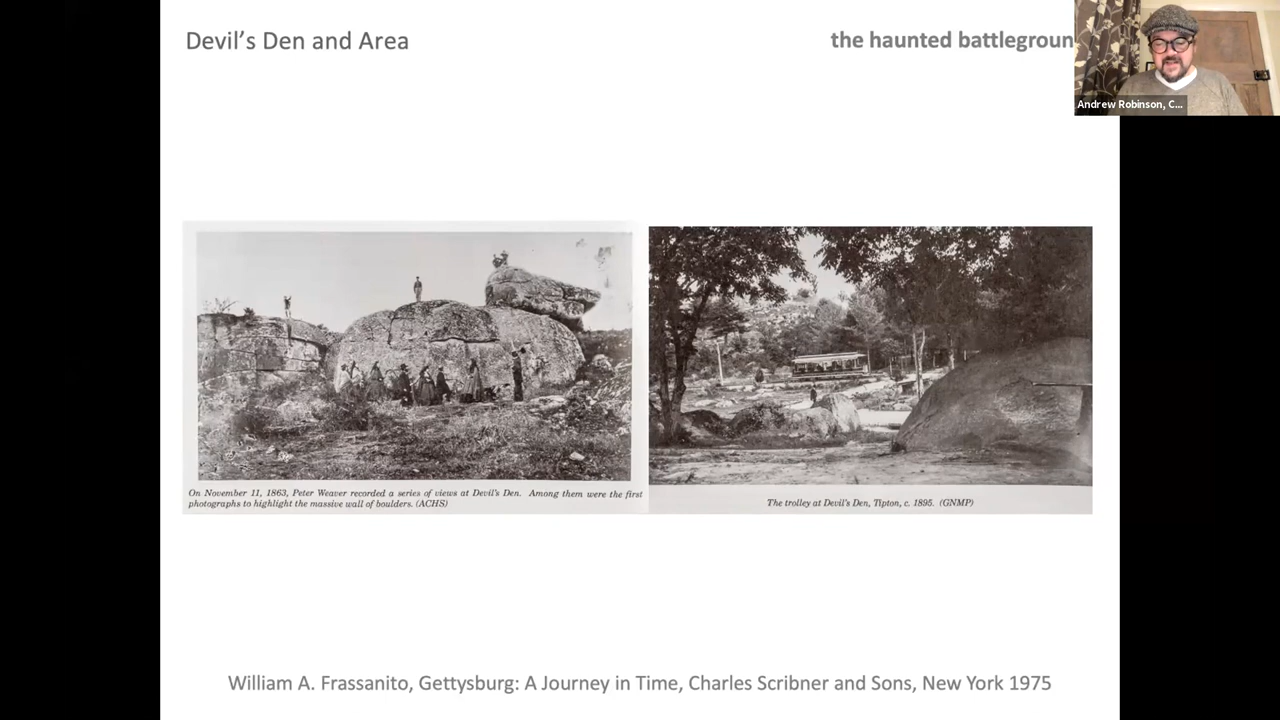 Devil's Den and Area
the haunted battlegroun
Andrew Robinson, C...
On November 11, 1863, Peter Weaver recorded a series of views at Devil's Den. Among them were the first
photographs to highlight the massive wall of boulders. (ACHS)
The trolley at Devil's Den, Tipton, c. 1895. (GNMP)
William A. Frassanito, Gettysburg: A Journey in Time, Charles Scribner and Sons, New York 1975